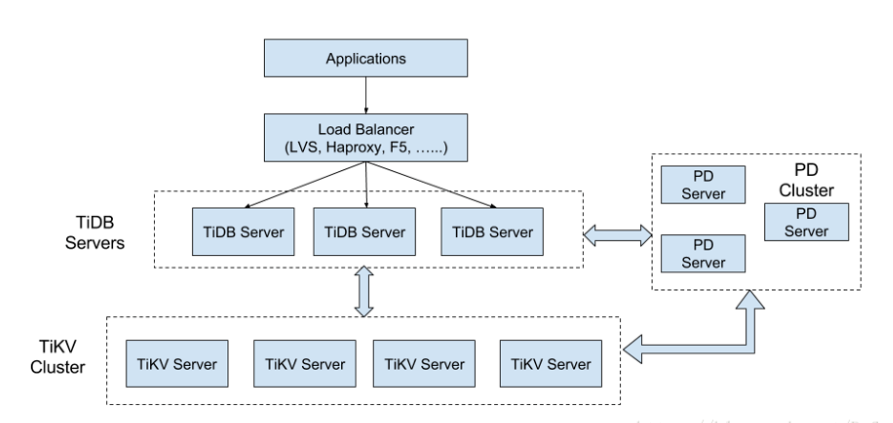 Applications
Load Balancer
(LVS, Haproxy, F5, …...)
TiDB
Servers
TiDB Server
TiDB Server
TiDB Server
PD
Cluster
PD
Server
PD
Server
PD
Server
TiKV
Cluster
TiKV Server
TiKV Server
TiKV Server
TiKV Server